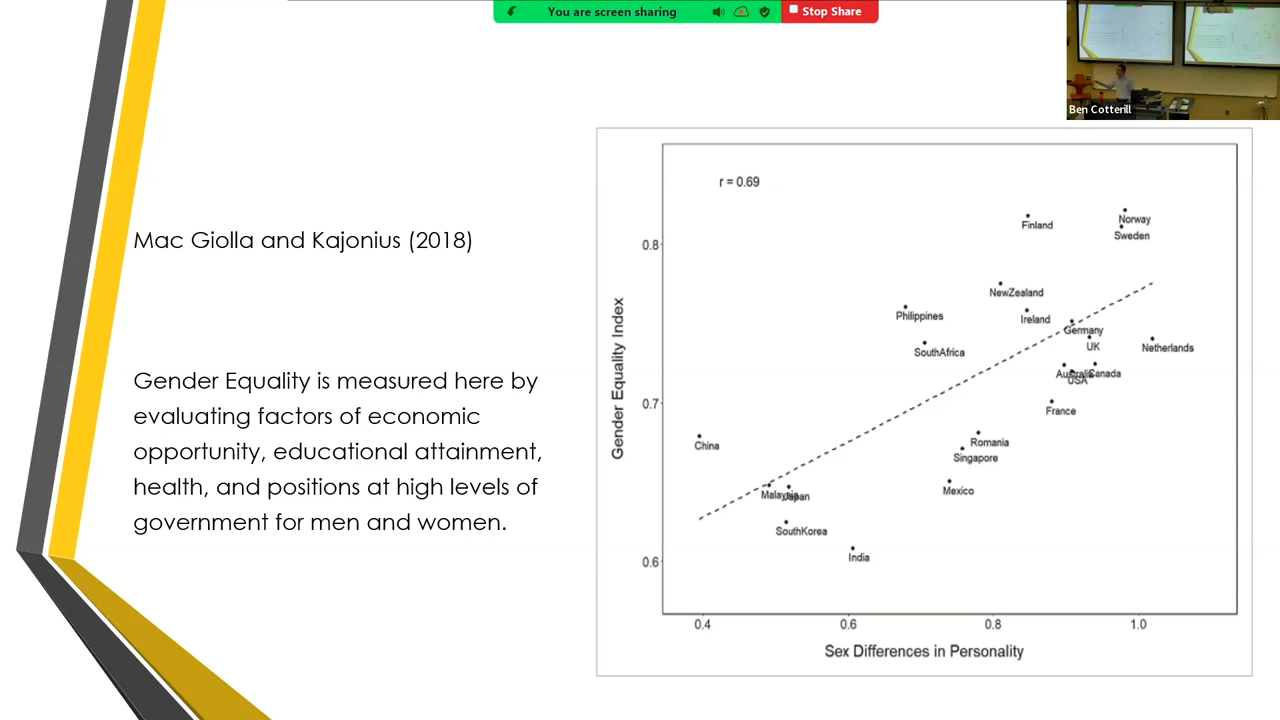 You are screen sharing
Stop Share
Ben Cotterill
Mac Giolla and Kajonius (2018)
Gender Equality is measured here by
evaluating factors of economic
opportunity, educational attainment,
health, and positions at high levels of
government for men and women.
r = 0.69
Gender Equality Index
0.8
0.7
0.6
Finland
Norway
Sweden
NewZealand
Philippines
Ireland
Germany
SouthAfrica
UK
Netherlands
Australia
Canada
USA
France
China
Romania
Singapore
Mexico
Malaysia
Japan
SouthKorea
India
0.4
0.6
0.8
1.0
Sex Differences in Personality